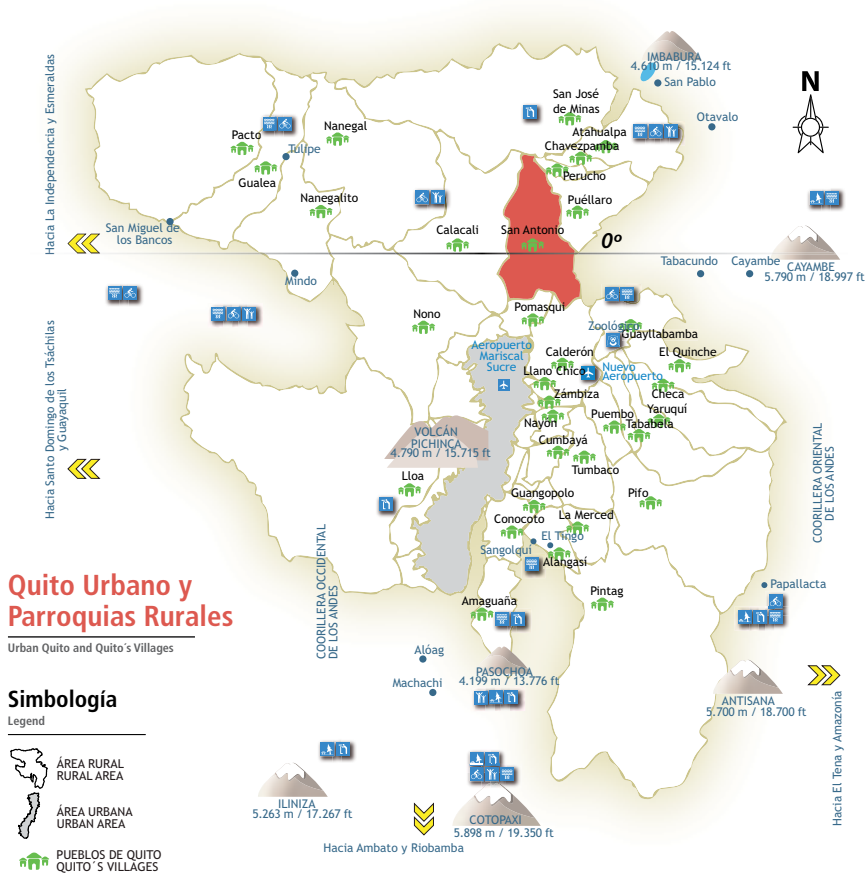 IMBABURA
4.610 m / 15.124 ft
San Pablo
N
Otavalo
San José
de Minas
Atahualpa
Chavezpamba
Perucho
Puéllaro
Nanegal
Pacto
Tulipe
Gualea
Nanegalito
Hacia La Independencia y Esmeraldas
San Miguel de
los Bancos
Calacali
San Antonio
0º
Tabacundo
Cayambe
CAYAMBE
5.790 m / 18.997 ft
Mindo
Nono
Pomasqui
Zoológico
Guayllabamba
Aeropuerto
Mariscal
Sucre
Calderón
El Quinche
Llano Chico
Nuevo
Aeropuerto
Checa
Zámbiza
Yaruquí
Puembo
Tababela
Nayón
Hacia Santo Domingo de los Tsáchilas
y Guayaquil
VOLCÁN
PICHINCA
4.790 m / 15.715 ft
Cumbayá
Tumbaco
Lloa
Guangopolo
La Merced
Pifo
Conocoto
El Tingo
Sangolquí
Alangasí
COORILLERA ORIENTAL
DE LOS ANDES
COORILLERA OCCIDENTAL
DE LOS ANDES
Papallacta
Pintag
Amaguaña
Quito Urbano y
Parroquias Rurales
Urban Quito and Quito´s Villages
Alóag
Machachi
PASOCHOA
4.199 m / 13.776 ft
ANTISANA
5.700 m / 18.700 ft
Hacia El Tena y Amazonía
Simbología
Legend
ÁREA RURAL
RURAL AREA
ÁREA URBANA
URBAN AREA
PUEBLOS DE QUITO
QUITO´S VILLAGES
ILINIZA
5.263 m / 17.267 ft
COTOPAXI
5.898 m / 19.350 ft
Hacia Ambato y Riobamba